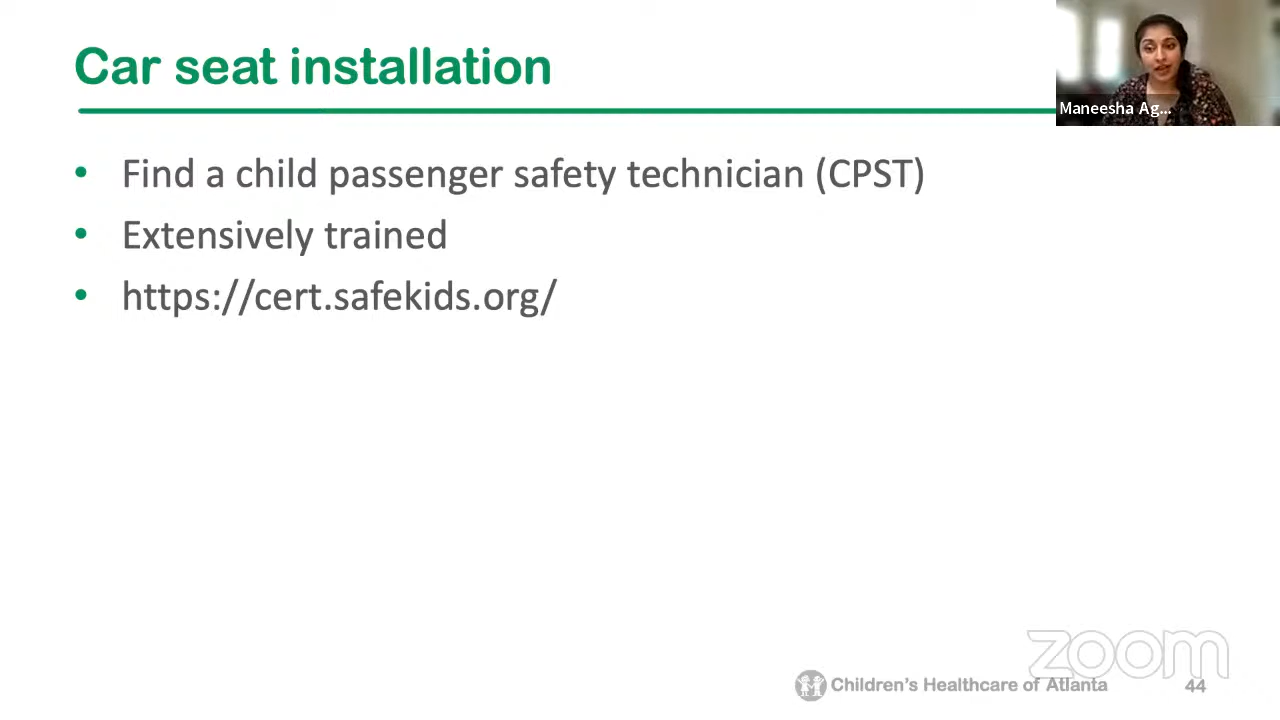 Car seat installation
Maneesha Ag...
• Find a child passenger safety technician (CPST)
• Extensively trained
• https://cert.safekids.org/
zoom
Children's Healthcare of Atlanta
44